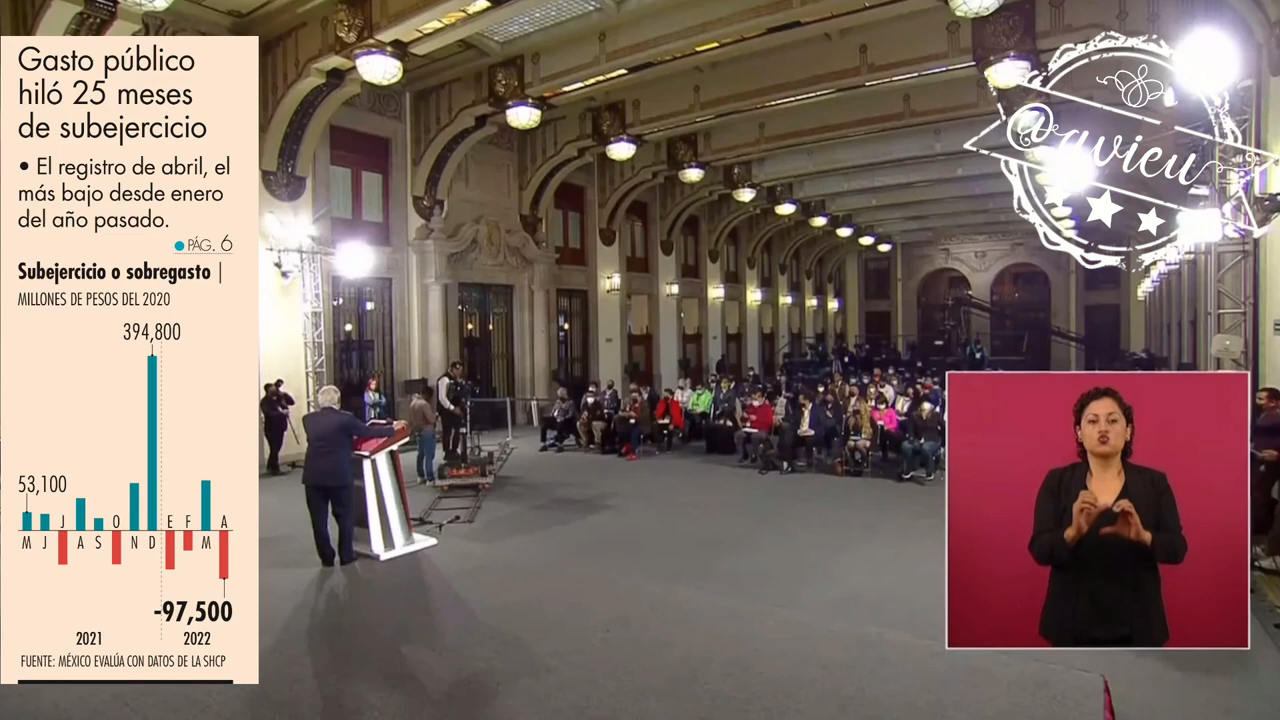 Gasto público
hiló 25 meses
de subejercicio
• El registro de abril, el
más bajo desde enero
del año pasado.
● PÁG. 6
Subejercicio o sobregasto |
MILLONES DE PESOS DEL 2020
394,800
53,100
J O E F A
M J A S N D M
-97,500
2021 2022
FUENTE: MÉXICO EVALÚA CON DATOS DE LA SHCP